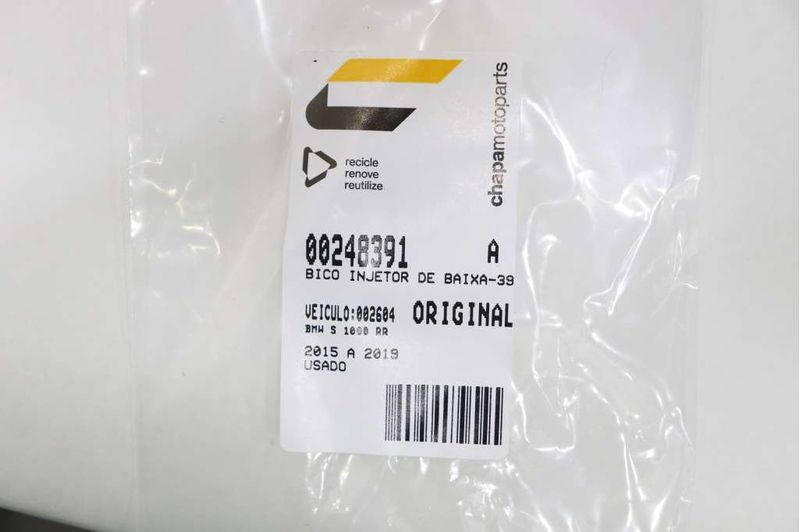 chapamotoparts
recicle
renove
reutilize
00248391 A
BICO INJETOR DE BAIXA-39
VEICULO:002604 ORIGINAL
BMW S 1000 RR
2015 A 2019
USADO